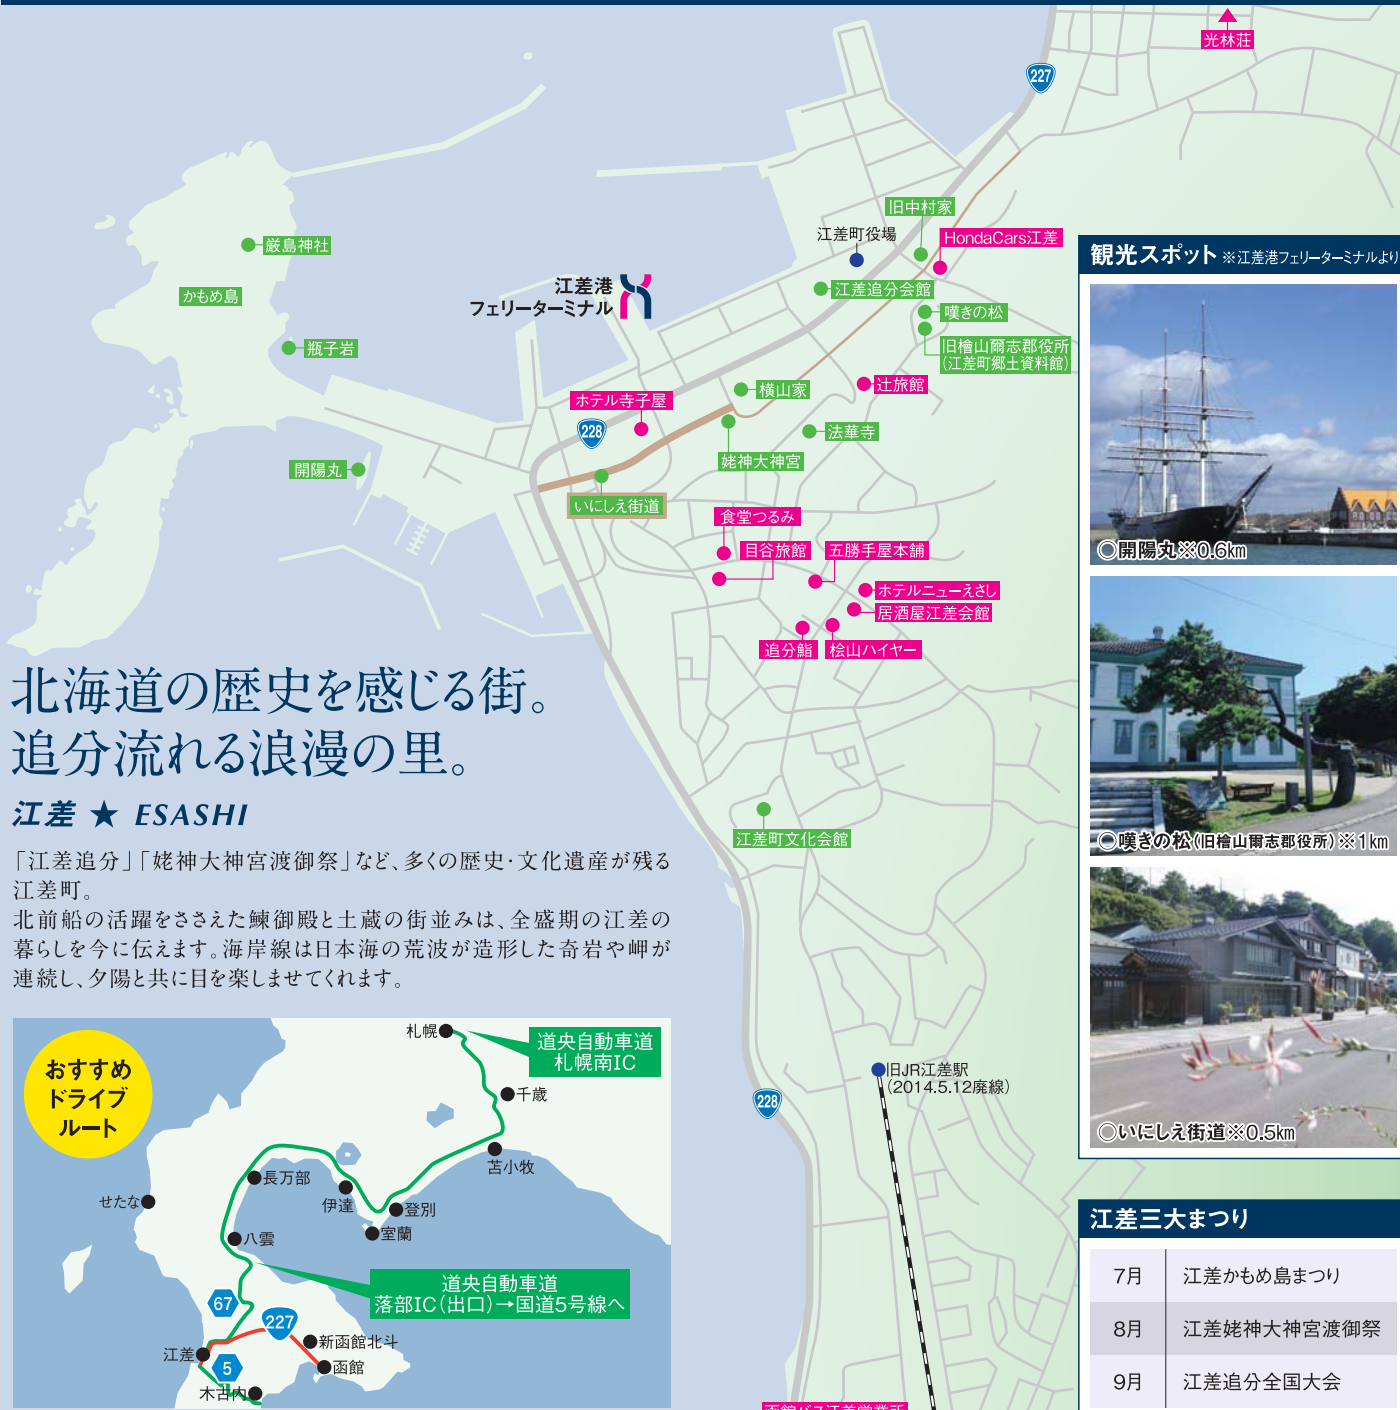 光林荘
227
旧中村家
江差町役場
HondaCars江差
厳島神社
かもめ島
江差港
フェリーターミナル
江差追分会館
嘆きの松
瓶子岩
旧檜山爾志郡役所
(江差町郷土資料館)
辻旅館
横山家
ホテル寺子屋
228
法華寺
姥神大神宮
開陽丸
いにしえ街道
食堂つるみ
目谷旅館
五勝手屋本舗
ホテルニューえさし
居酒屋江差会館
追分鮨
桧山ハイヤー
江差町文化会館
旧JR江差駅
(2014.5.12廃線)
228
函館バス江差営業所
北海道の歴史を感じる街。
追分流れる浪漫の里。
江差 ★ ESASHI
「江差追分」「姥神大神宮渡御祭」など、多くの歴史・文化遺産が残る
江差町。
北前船の活躍をささえた鰊御殿と土蔵の街並みは、全盛期の江差の
暮らしを今に伝えます。海岸線は日本海の荒波が造形した奇岩や岬が
連続し、夕陽と共に目を楽しませてくれます。
おすすめ
ドライブ
ルート
札幌
道央自動車道
札幌南IC
千歳
苫小牧
長万部
伊達
登別
室蘭
せたな
八雲
道央自動車道
落部IC(出口)→国道5号線へ
67
227
新函館北斗
江差
5
函館
木古内
観光スポット ※江差港フェリーターミナルより
◎開陽丸※0.6km
◎嘆きの松(旧檜山爾志郡役所)※1km
◎いにしえ街道※0.5km
江差三大まつり
7月 江差かもめ島まつり
8月 江差姥神大神宮渡御祭
9月 江差追分全国大会